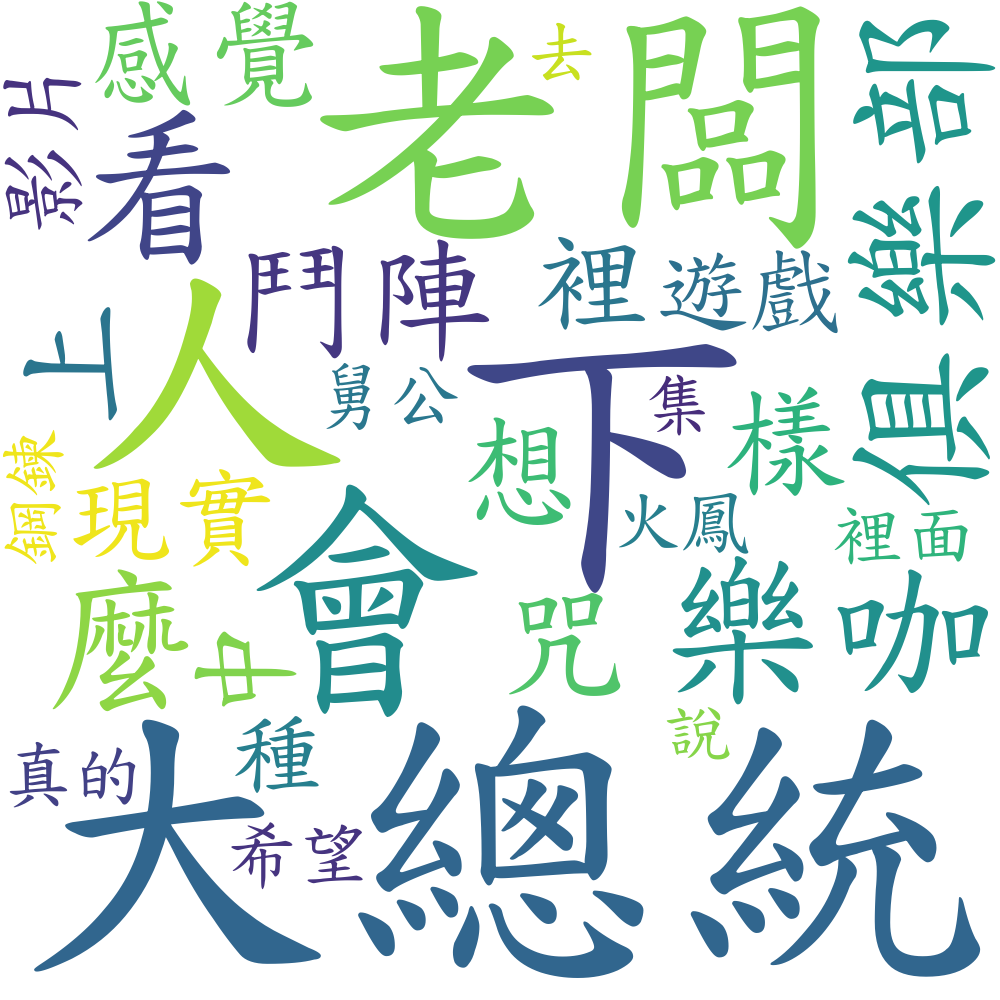 感覺
老闆
去
俱樂部
影片
看
鬥陣
裡
遊戲
上
人
下
舅公
集
想
樣
鋼鍊
現實
火鳳
裡面
會
麼
中
咒
樂
咖
大總統
說
種
真的
希望